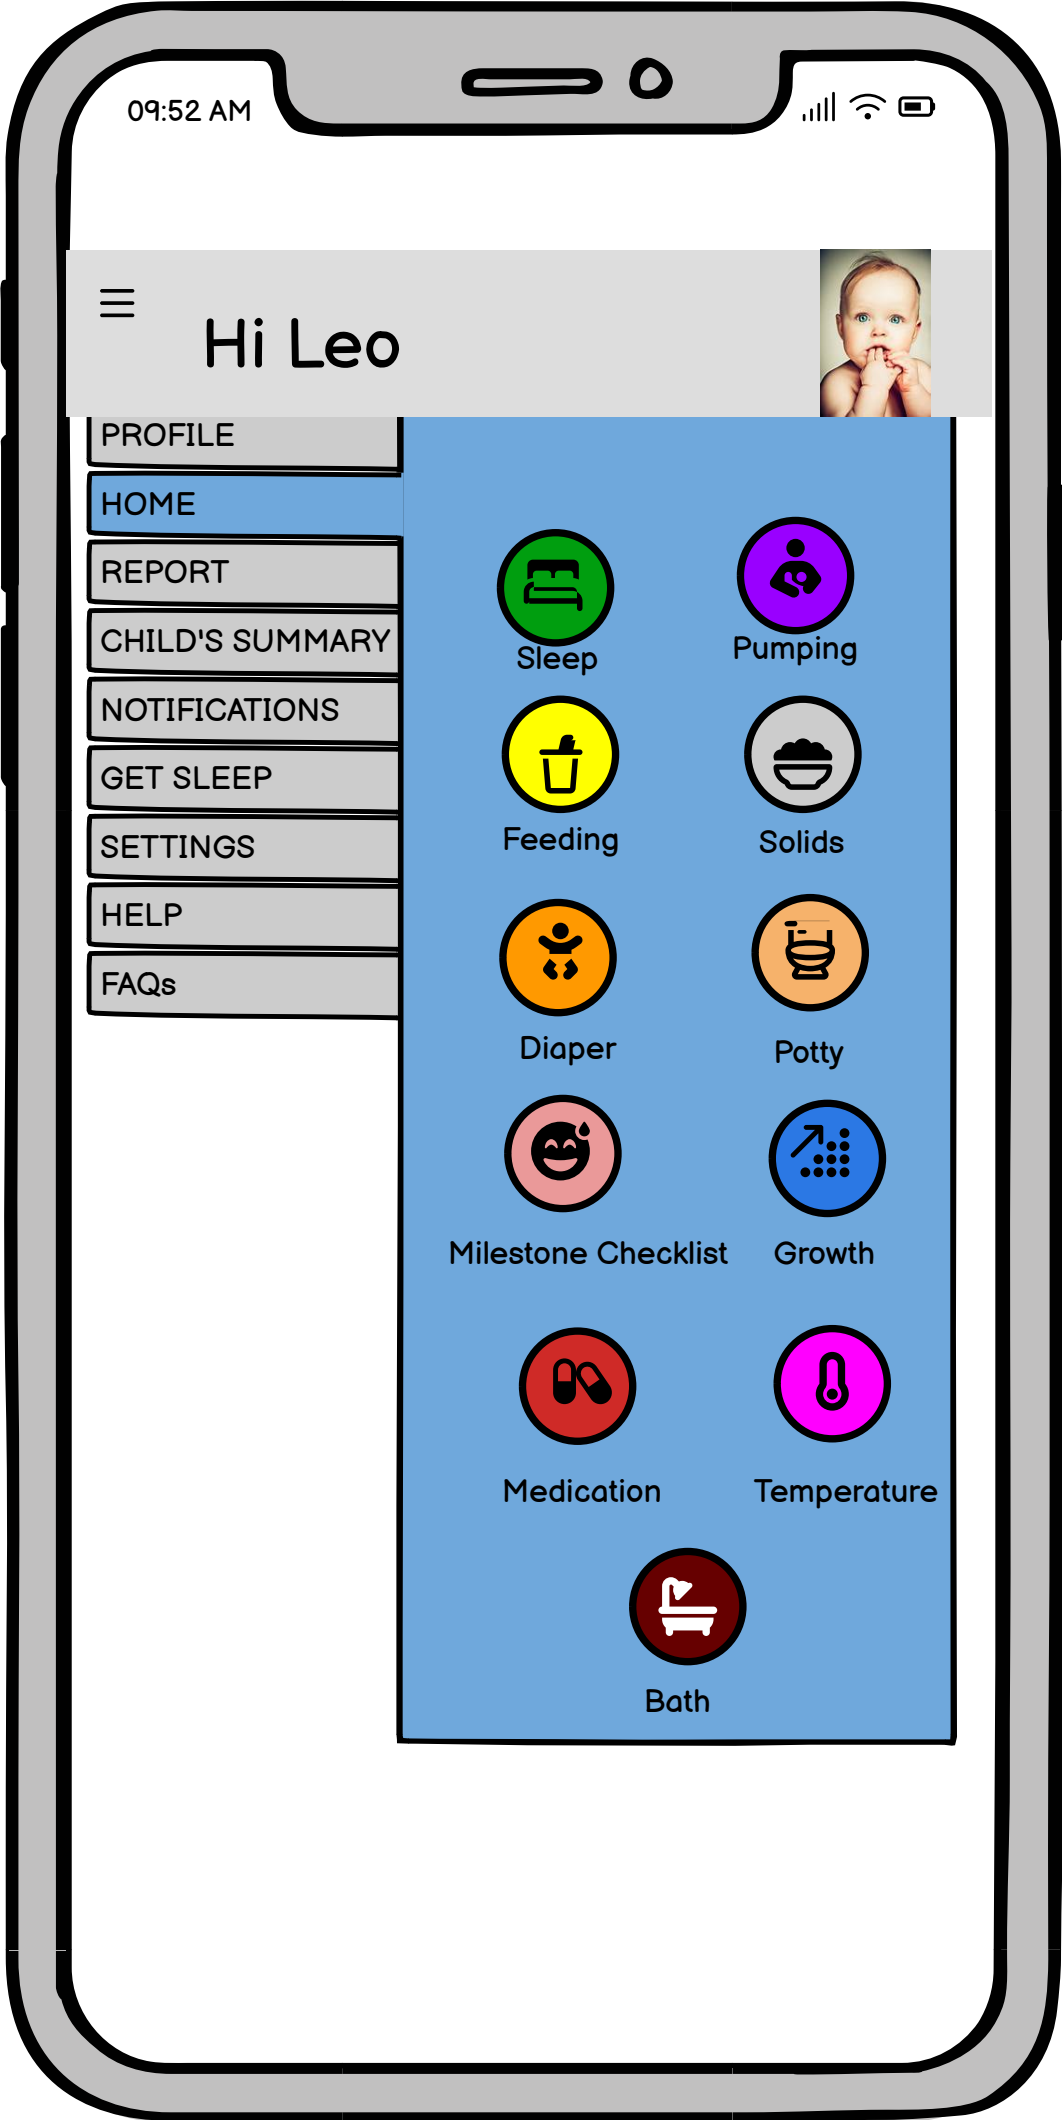 09:52 AM
Hi Leo
PROFILE
HOME
REPORT
CHILD'S SUMMARY
NOTIFICATIONS
GET SLEEP
SETTINGS
HELP
FAQs
Sleep
Pumping
Feeding
Solids
Diaper
Potty
Milestone Checklist
Growth
Medication
Temperature
Bath